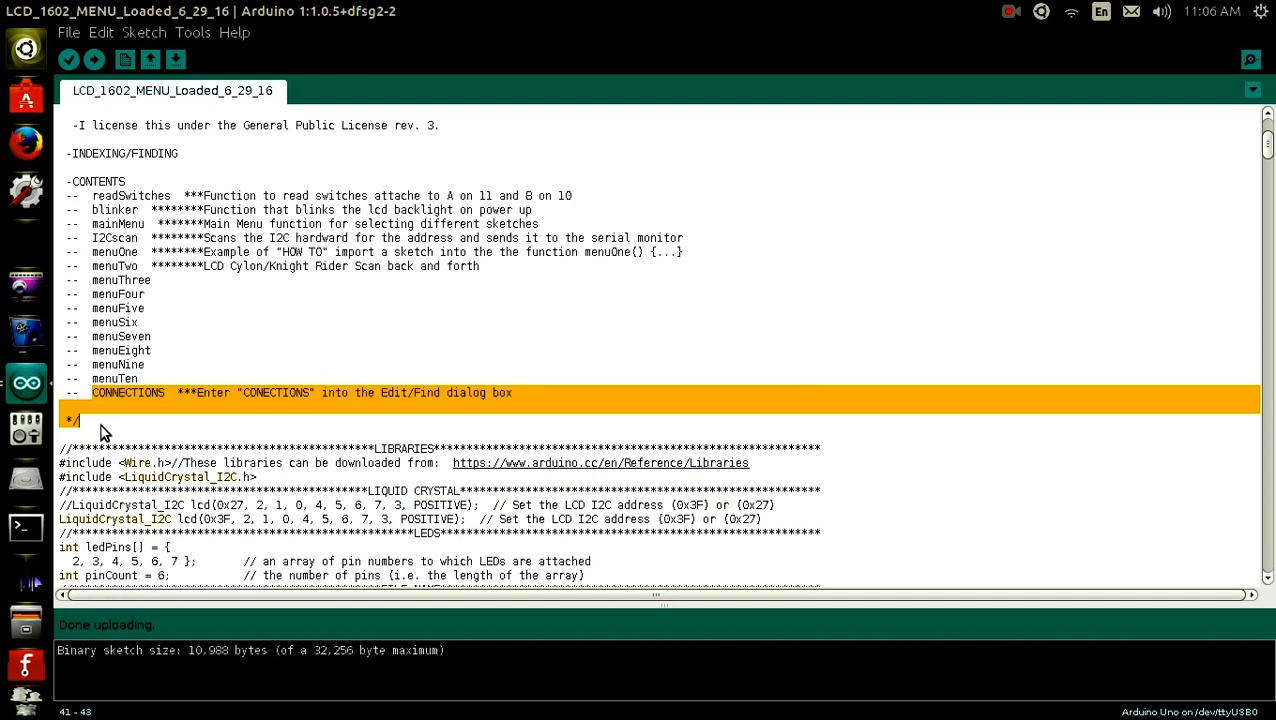 LCD_1602_MENU_Loaded_6_29_16 | Arduino 1:1.0.5+dfsg2-2
En
11:06 AM
File Edit Sketch Tools Help
LCD_1602_MENU_Loaded_6_29_16
-I license this under the General Public License rev. 3.
-INDEXING/FINDING
-CONTENTS
-- readSwitches ***Function to read switches attache to A on 11 and B on 10
-- blinker ********Function that blinks the lcd backlight on power up
-- mainMenu *******Main Menu function for selecting different sketches
-- I2Cscan ********Scans the I2C hardward for the address and sends it to the serial monitor
-- menuOne ********Example of "HOW TO" import a sketch into the the function menuOne() {...}
-- menuTwo ********LCD Cylon/Knight Rider Scan back and forth
-- menuThree
-- menuFour
-- menuFive
-- menuSix
-- menuSeven
-- menuEight
-- menuNine
-- menuTen
-- CONNECTIONS ***Enter "CONECTIONS" into the Edit/Find dialog box
*/
//**********************************************LIBRARIES****************************************************
#include <Wire.h>//These libraries can be downloaded from: https://www.arduino.cc/en/Reference/Libraries
#include <LiquidCrystal_I2C.h>
//*********************************************LIQUID CRYSTAL*************************************************
//LiquidCrystal_I2C lcd(0x27, 2, 1, 0, 4, 5, 6, 7, 3, POSITIVE); // Set the LCD I2C address {0x3F} or {0x27}
LiquidCrystal_I2C lcd(0x3F, 2, 1, 0, 4, 5, 6, 7, 3, POSITIVE); // Set the LCD I2C address {0x3F} or {0x27}
//****************************************************LEDS***************************************************
int ledPins[] = {
2, 3, 4, 5, 6, 7 }; // an array of pin numbers to which LEDs are attached
int pinCount = 6; // the number of pins (i.e. the length of the array)
Done uploading.
Binary sketch size: 10,988 bytes (of a 32,256 byte maximum)
41 - 43
Arduino Uno on /dev/ttyUSB0